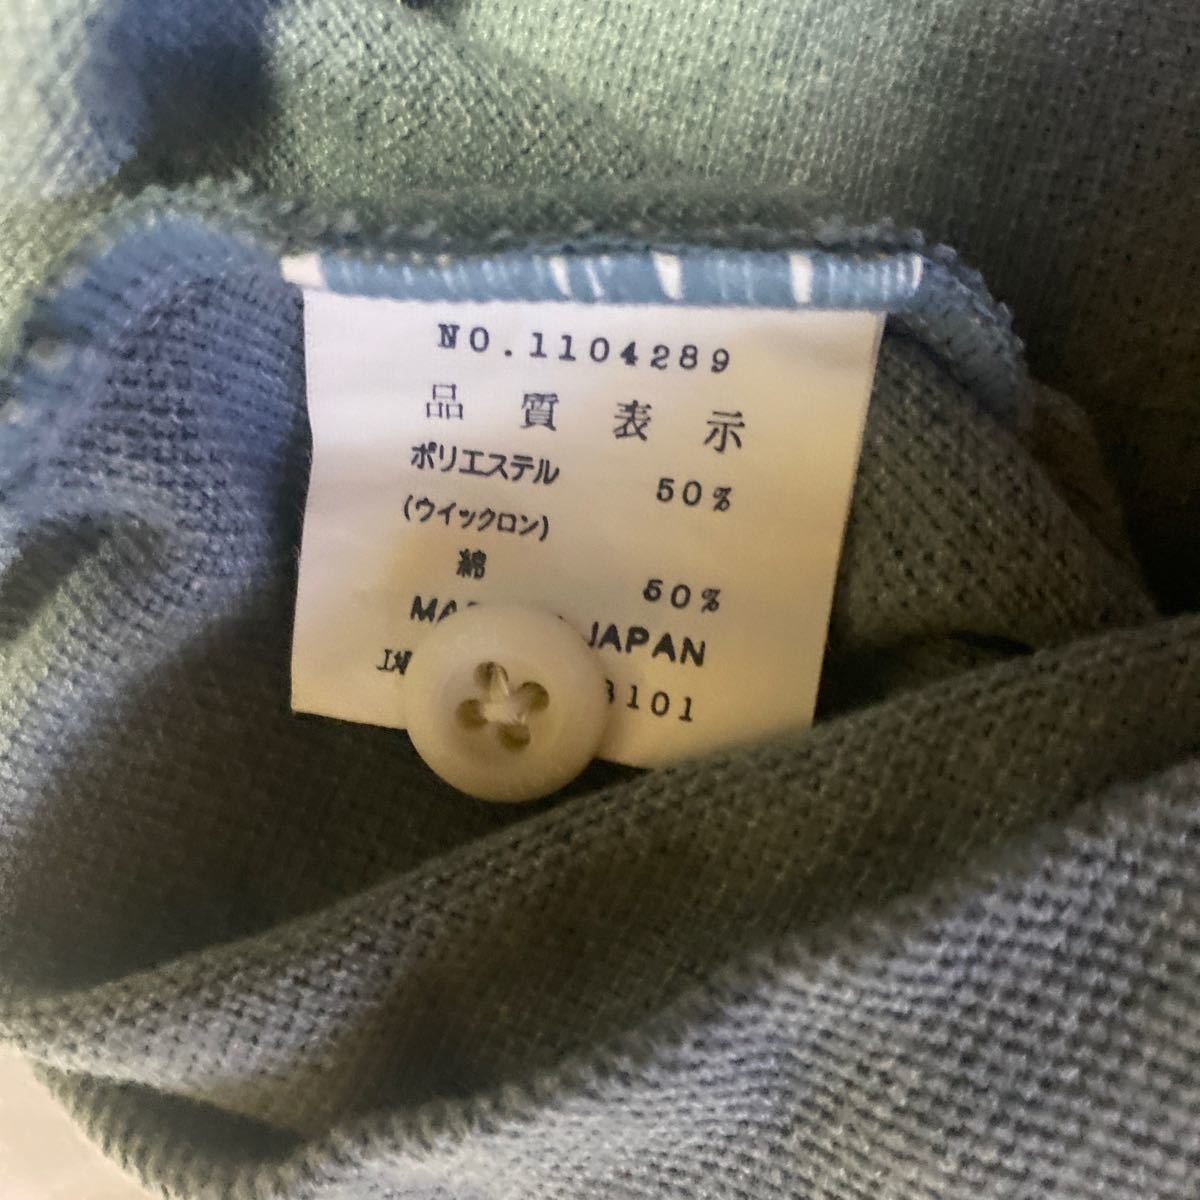 NO.1104289
品質表示
ポリエステル 50%
(ウイックロン)
綿 50%
JAPAN